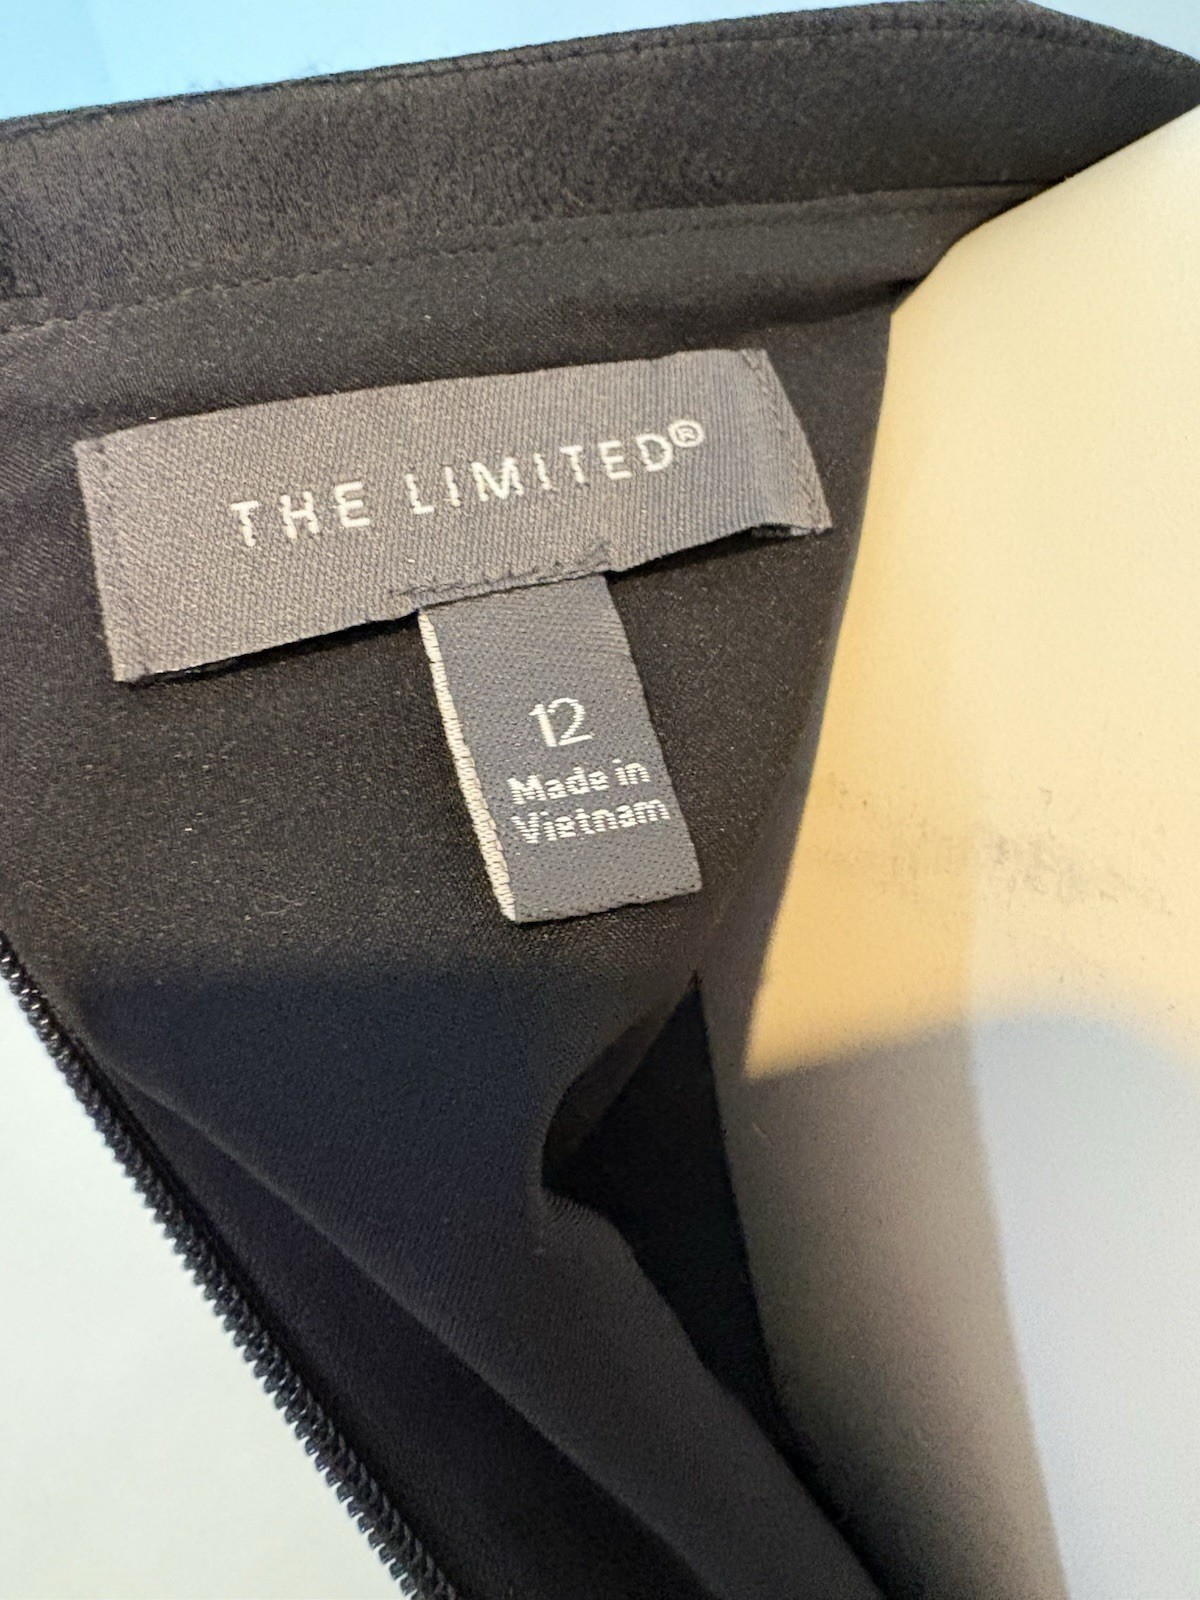 THE LIMITED®
12
Made in
Vietnam